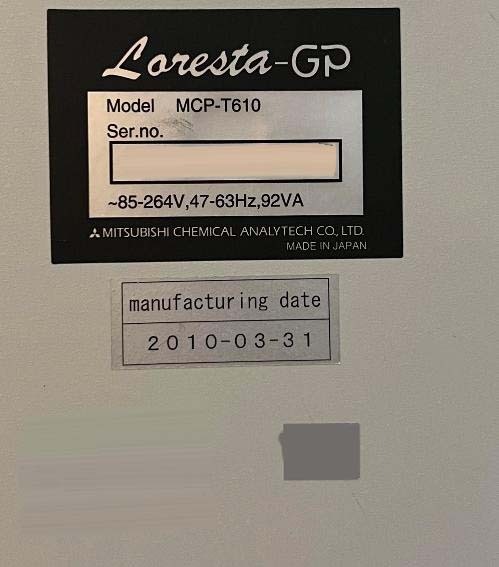 Loresta-GP
Model MCP-T610
Ser.no.
~85-264V,47-63Hz,92VA
MITSUBISHI CHEMICAL ANALYTECH CO., LTD.
MADE IN JAPAN
manufacturing date
2010-03-31